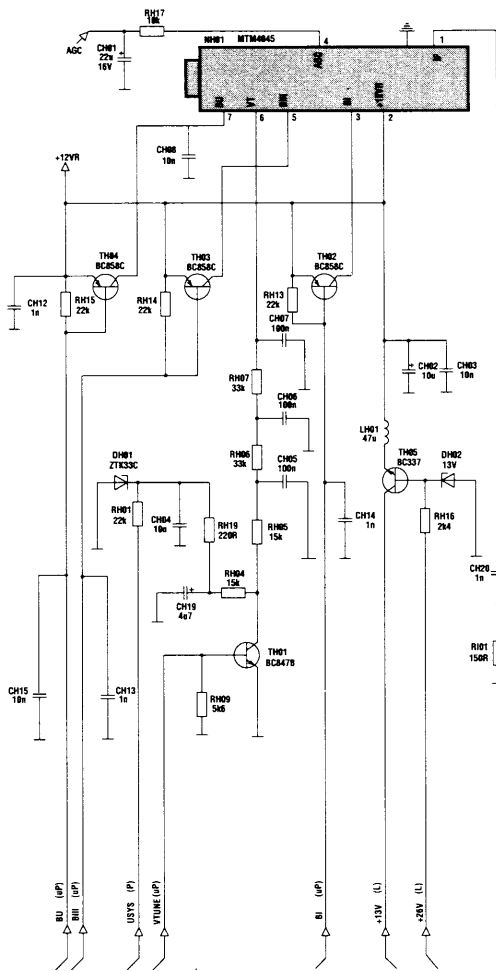 RH17
10k
NH01 MTM4045
AGC
CH01
22u
16V
4
1
AGC
IF
BU
VT
BIII
BI
+12VR
7
6
5
3
2
CH08
10n
+12VR
TH04
BC858C
TH03
BC858C
TH02
BC858C
RH15
22k
RH14
22k
RH13
22k
CH12
1n
CH07
100n
CH02
10u
CH03
10n
RH07
33k
CH06
100n
LH01
47u
RH06
33k
CH05
100n
TH05
BC337
DH02
13V
DH01
ZTK33C
RH01
22k
CH04
10n
RH19
220R
RH05
15k
CH14
1n
RH16
2k4
RH04
15k
CH19
4u7
CH20
1n
TH01
BC847B
RI01
150R
RH09
5k6
CH15
10n
CH13
1n
BU (uP)
BIII (uP)
USYS (P)
VTUNE (uP)
BI (uP)
+13V (L)
+26V (L)